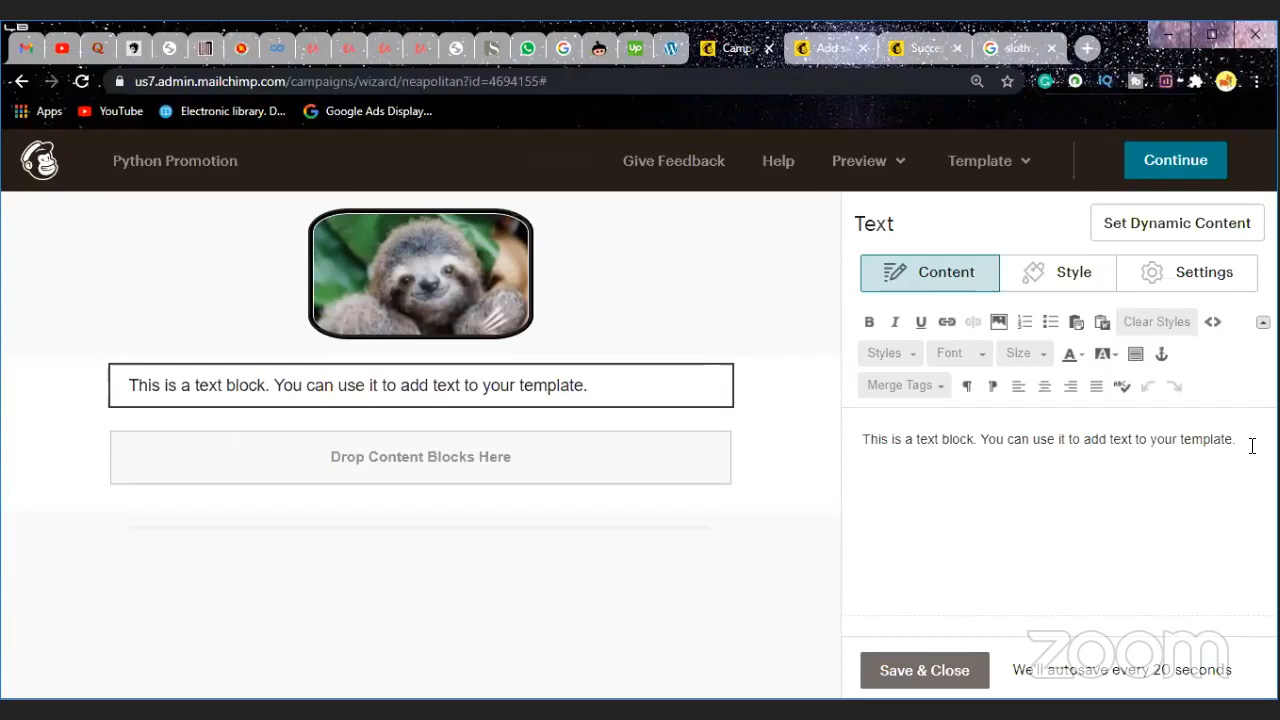 Camp
Add s
Succe
sloth
us7.admin.mailchimp.com/campaigns/wizard/neapolitan?id=4694155#
Apps YouTube Electronic library. D... Google Ads Display...
Python Promotion Give Feedback Help Preview Template Continue
Text Set Dynamic Content
Content Style Settings
B I U Clear Styles <>
Styles Font Size A A
Merge Tags
This is a text block. You can use it to add text to your template.
Drop Content Blocks Here
This is a text block. You can use it to add text to your template.
Save & Close We'll autosave every 20 seconds
zoom